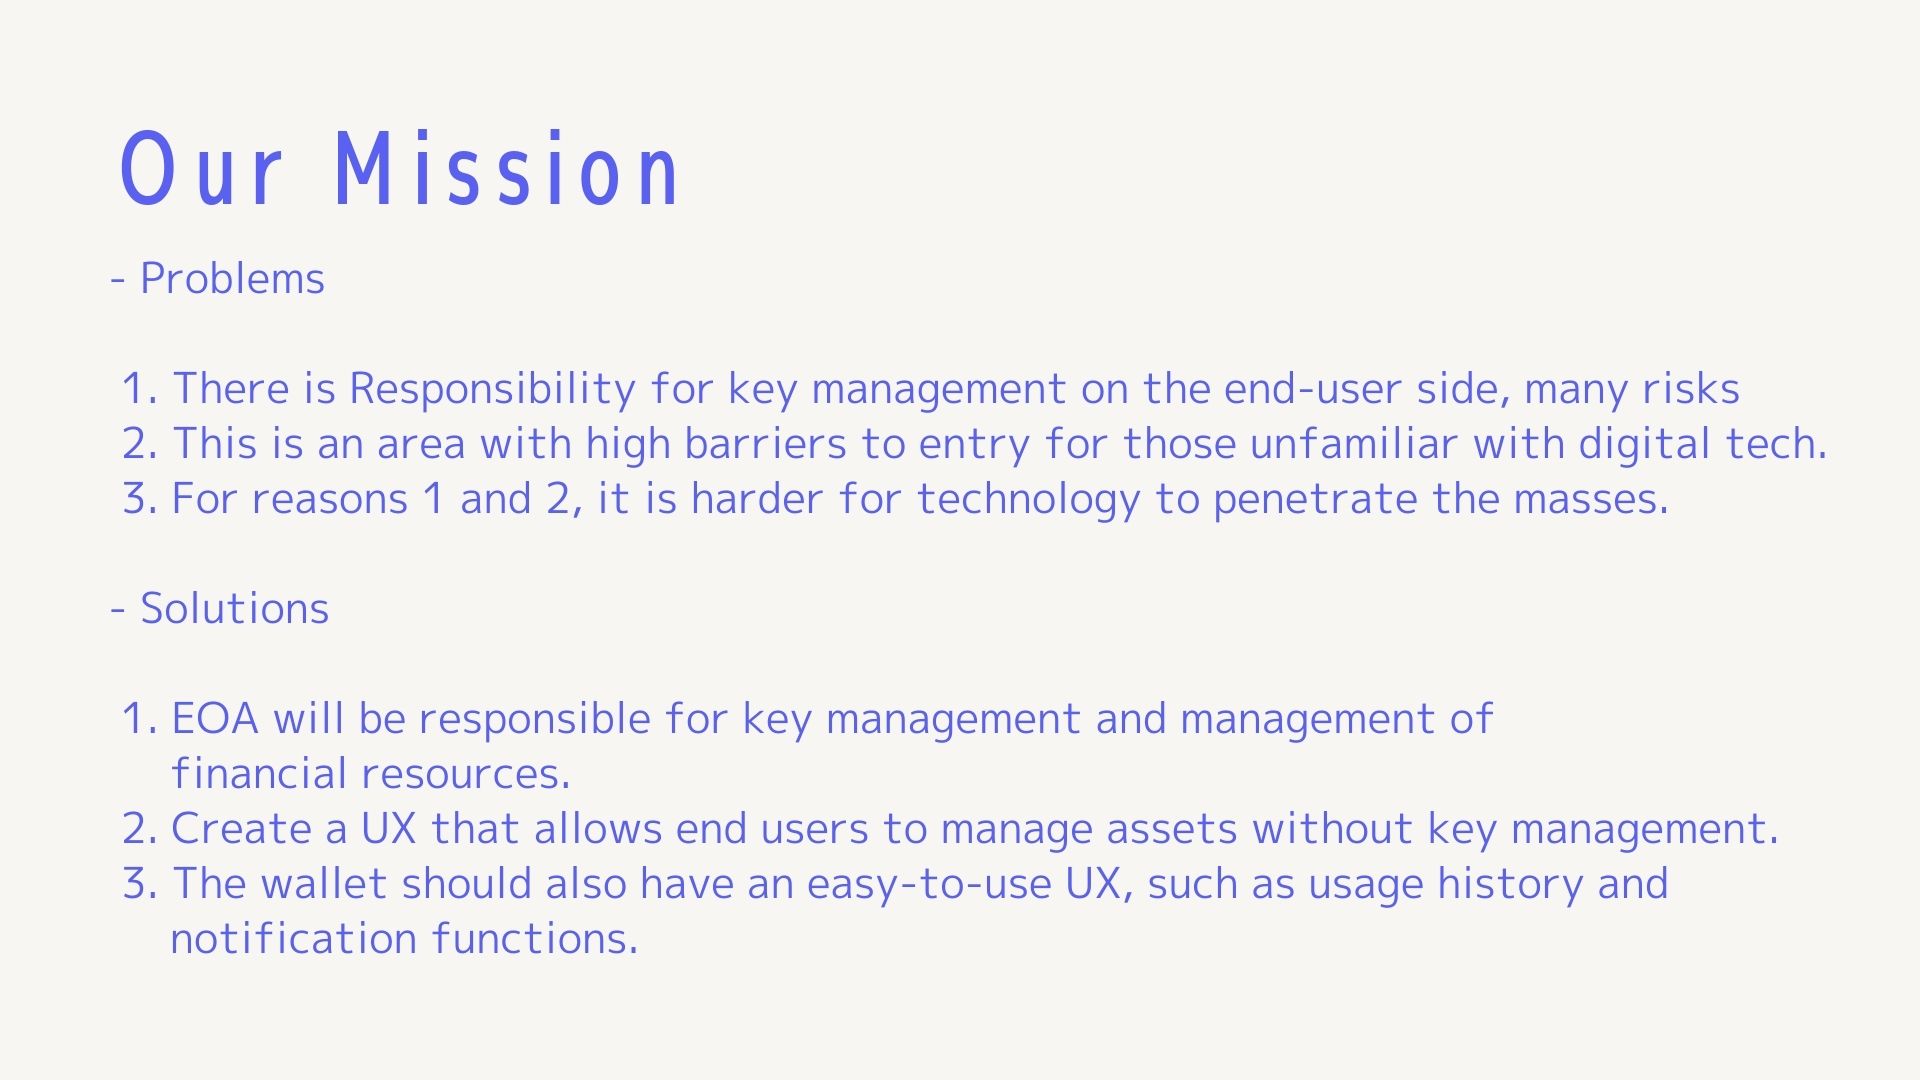 Our Mission
- Problems
1. There is Responsibility for key management on the end-user side, many risks
2. This is an area with high barriers to entry for those unfamiliar with digital tech.
3. For reasons 1 and 2, it is harder for technology to penetrate the masses.
- Solutions
1. EOA will be responsible for key management and management of
financial resources.
2. Create a UX that allows end users to manage assets without key management.
3. The wallet should also have an easy-to-use UX, such as usage history and
notification functions.